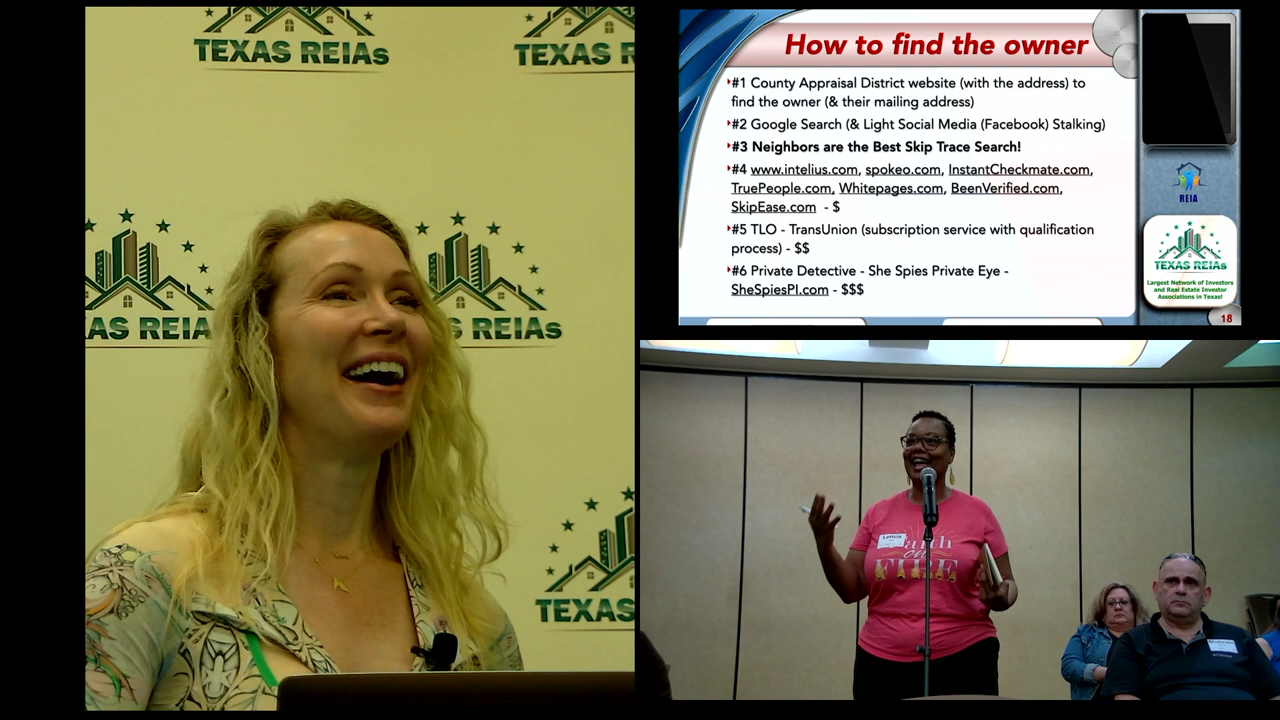 TEXAS REIAs
TEXAS R
AS REIA
REIAs
TEXAS
How to find the owner
#1 County Appraisal District website (with the address) to
find the owner (& their mailing address)
#2 Google Search (& Light Social Media (Facebook) Stalking)
#3 Neighbors are the Best Skip Trace Search!
#4 www.intelius.com, spokeo.com, InstantCheckmate.com,
TruePeople.com, Whitepages.com, BeenVerified.com,
SkipEase.com - $
#5 TLO - TransUnion (subscription service with qualification
process) - $$
#6 Private Detective - She Spies Private Eye -
SheSpiesPI.com - $$$
REIA
TEXAS REIAs
Largest Network of Investors
and Real Estate Investor
Associations in Texas!
18
Leticia
on
FIRE